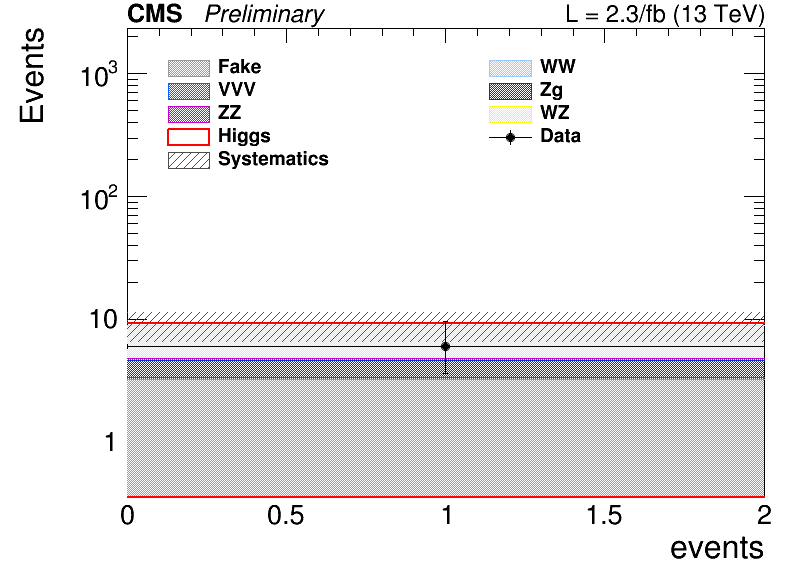 CMS Preliminary L = 2.3/fb (13 TeV)
Events
Fake
VVV
ZZ
Higgs
Systematics
WW
Zg
WZ
Data
10³
10²
10
1
0 0.5 1 1.5 2
events